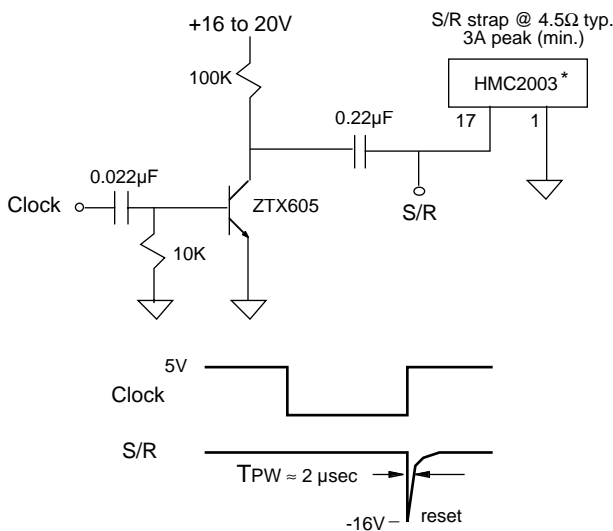 +16 to 20V
S/R strap @ 4.5Ω typ.
3A peak (min.)
100K
HMC2003*
0.22µF
17
1
0.022µF
Clock
ZTX605
S/R
10K
5V
Clock
S/R
TPW ≈ 2 µsec
-16V
reset